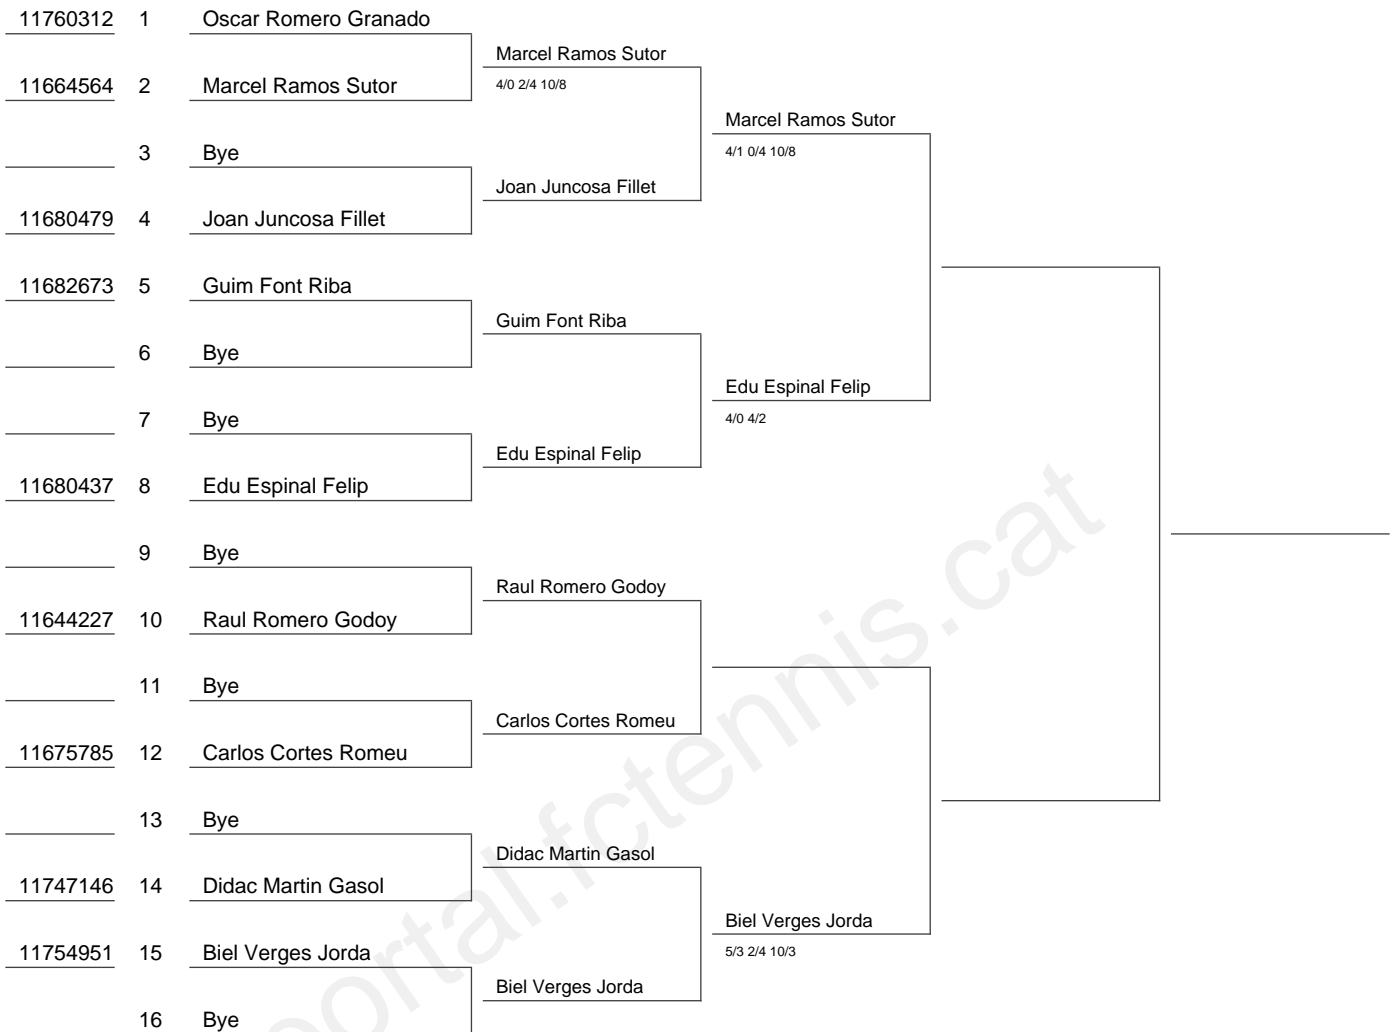 11760312 1 Oscar Romero Granado
Marcel Ramos Sutor
11664564 2 Marcel Ramos Sutor 4/0 2/4 10/8
Marcel Ramos Sutor
3 Bye 4/1 0/4 10/8
Joan Juncosa Fillet
11680479 4 Joan Juncosa Fillet
11682673 5 Guim Font Riba
Guim Font Riba
6 Bye
Edu Espinal Felip
7 Bye 4/0 4/2
Edu Espinal Felip
11680437 8 Edu Espinal Felip
9 Bye
Raul Romero Godoy
11644227 10 Raul Romero Godoy
11 Bye
Carlos Cortes Romeu
11675785 12 Carlos Cortes Romeu
13 Bye
Didac Martin Gasol
11747146 14 Didac Martin Gasol
Biel Verges Jorda
11754951 15 Biel Verges Jorda 5/3 2/4 10/3
Biel Verges Jorda
16 Bye
portal.fctennis.cat